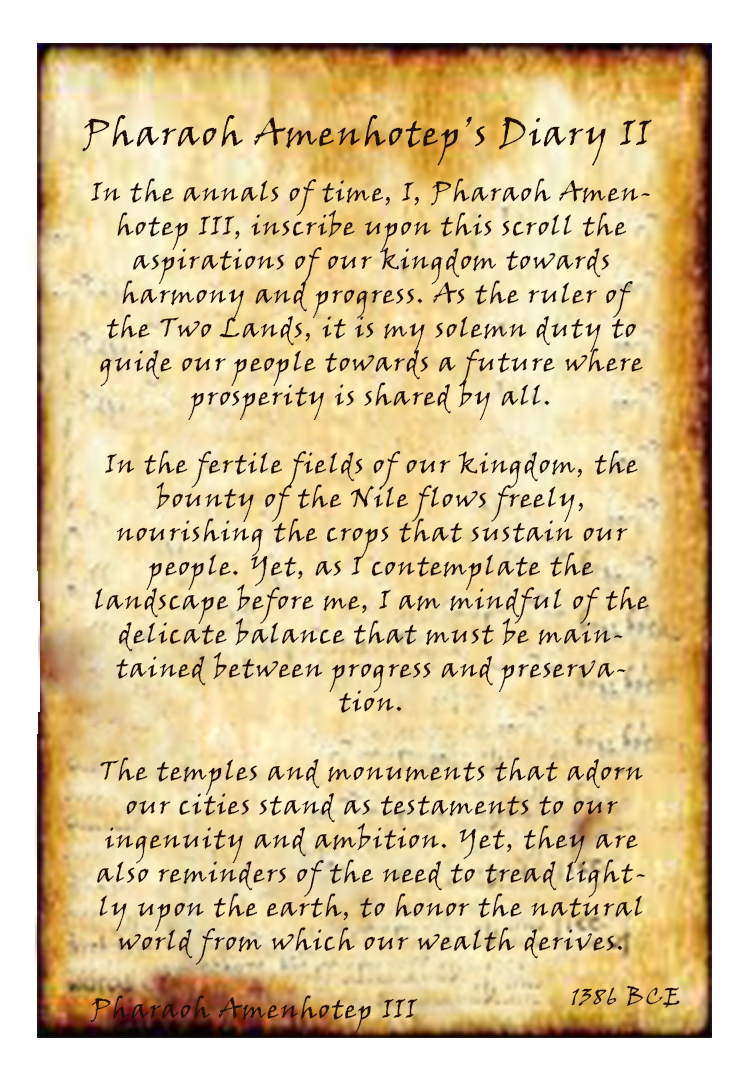 Pharaoh Amenhotep's Diary II
In the annals of time, I, Pharaoh Amen-
hotep III, inscribe upon this scroll the
aspirations of our kingdom towards
harmony and progress. As the ruler of
the Two Lands, it is my solemn duty to
guide our people towards a future where
prosperity is shared by all.
In the fertile fields of our kingdom, the
bounty of the Nile flows freely,
nourishing the crops that sustain our
people. Yet, as I contemplate the
landscape before me, I am mindful of the
delicate balance that must be main-
tained between progress and preserva-
tion.
The temples and monuments that adorn
our cities stand as testaments to our
ingenuity and ambition. Yet, they are
also reminders of the need to tread light-
ly upon the earth, to honor the natural
world from which our wealth derives.
Pharaoh Amenhotep III
1386 BCE